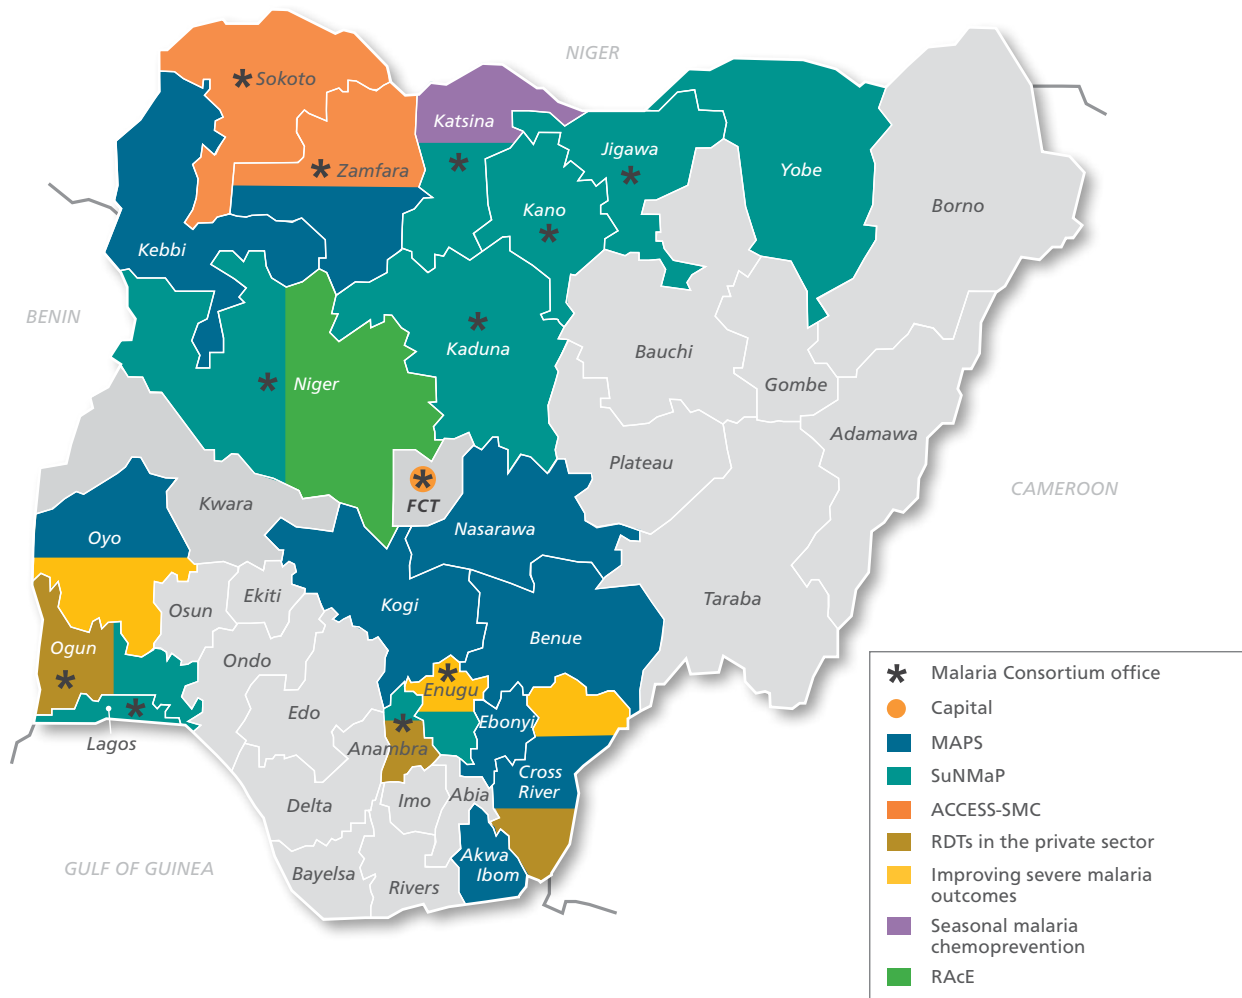 NIGER
Sokoto
Katsina
Zamfara
Jigawa
Yobe
Kano
Borno
Kebbi
BENIN
Kaduna
Bauchi
Niger
Gombe
Adamawa
Plateau
CAMEROON
Kwara
FCT
Nasarawa
Oyo
Ekiti
Osun
Kogi
Taraba
Benue
Ogun
Ondo
Enugu
Edo
Ebonyi
Lagos
Anambra
Cross
River
Delta
Imo
Abia
GULF OF GUINEA
Bayelsa
Rivers
Akwa
Ibom
Malaria Consortium office
Capital
MAPS
SuNMaP
ACCESS-SMC
RDTs in the private sector
Improving severe malaria
outcomes
Seasonal malaria
chemoprevention
RAcE